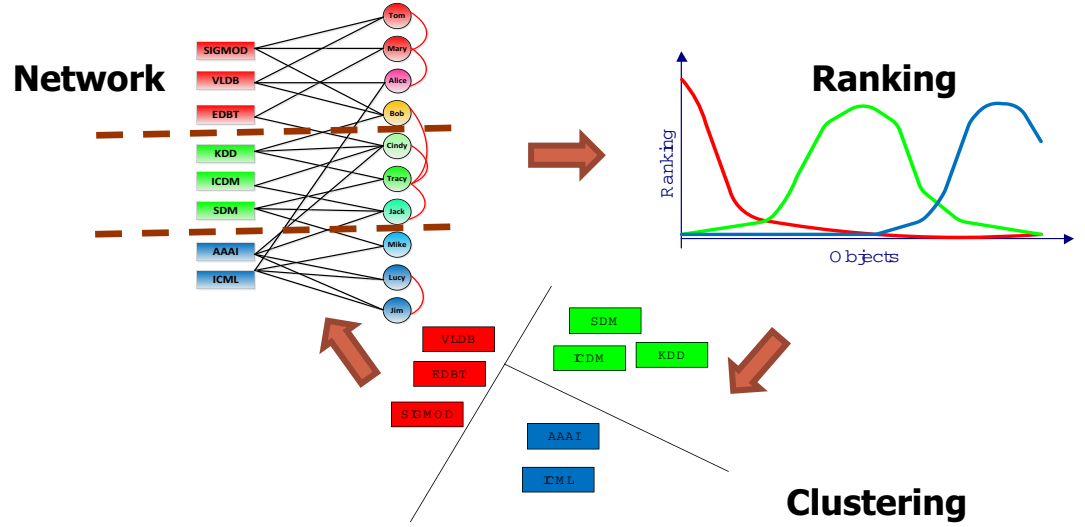 Network
SIGMOD
VLDB
EDBT
KDD
ICDM
SDM
AAAI
ICML
Tom
Mary
Alice
Bob
Cindy
Tracy
Jack
Mike
Lucy
Jim
Ranking
Ranking
Objects
VLDB
EDBT
SIGMOD
SDM
ICDM
KDD
AAAI
ICML
Clustering